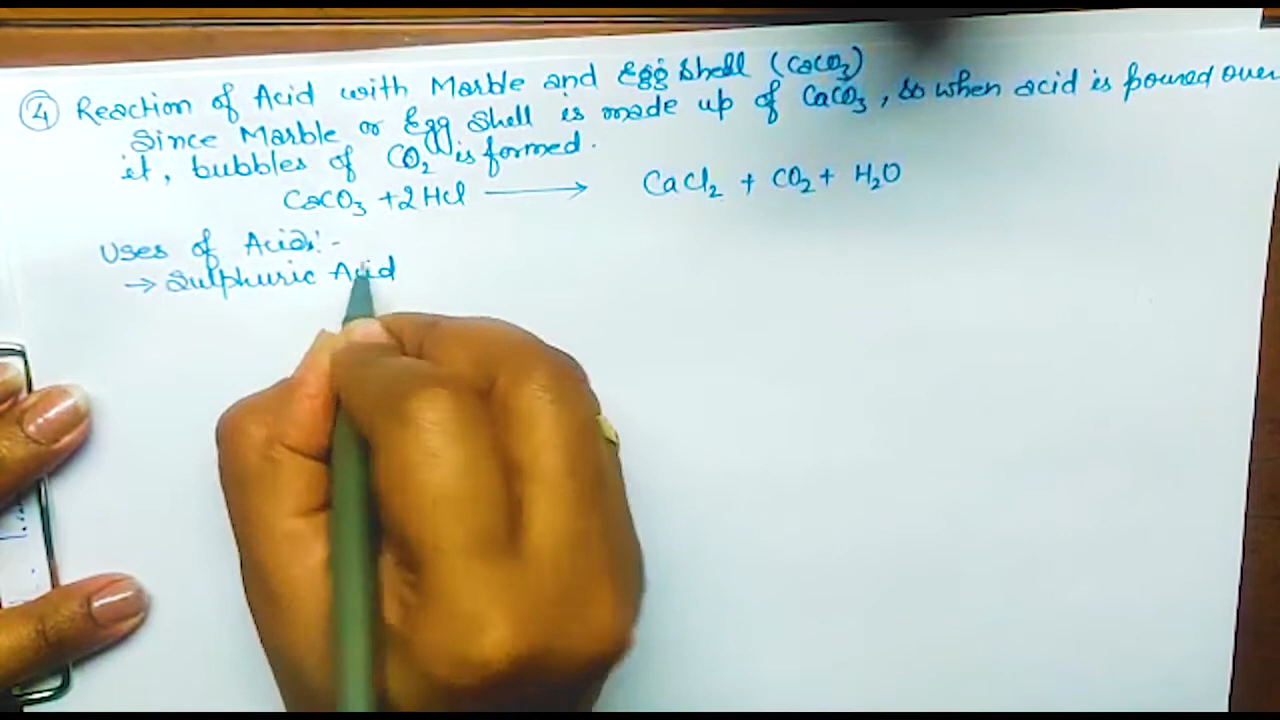 ④ Reaction of Acid with Marble and Egg Shell (CaCO₃)
Since Marble or Egg Shell is made up of CaCO₃, so when acid is poured over
it, bubbles of CO₂ is formed.
CaCO₃ + 2HCl ⟶ CaCl₂ + CO₂ + H₂O
Uses of Acids:-
→ Sulphuric Acid